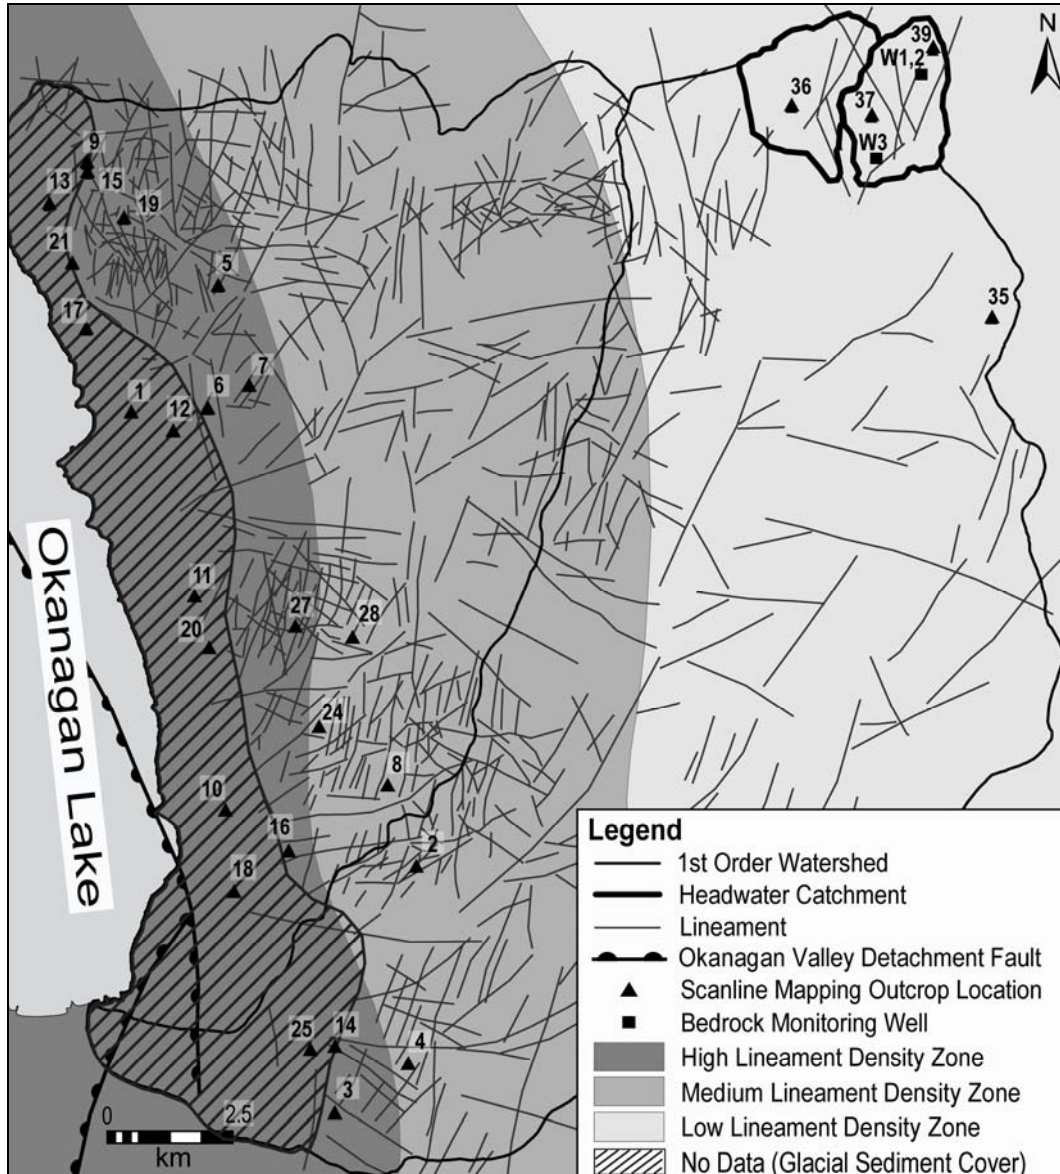 N
39
W1,2
36
37
W3
9
13
15
19
21
5
35
17
7
6
1
12
Okanagan Lake
11
27
28
20
24
8
10
16
2
18
Legend
1st Order Watershed
Headwater Catchment
Lineament
Okanagan Valley Detachment Fault
Scanline Mapping Outcrop Location
Bedrock Monitoring Well
High Lineament Density Zone
Medium Lineament Density Zone
Low Lineament Density Zone
No Data (Glacial Sediment Cover)
25
14
4
3
0 2.5
km